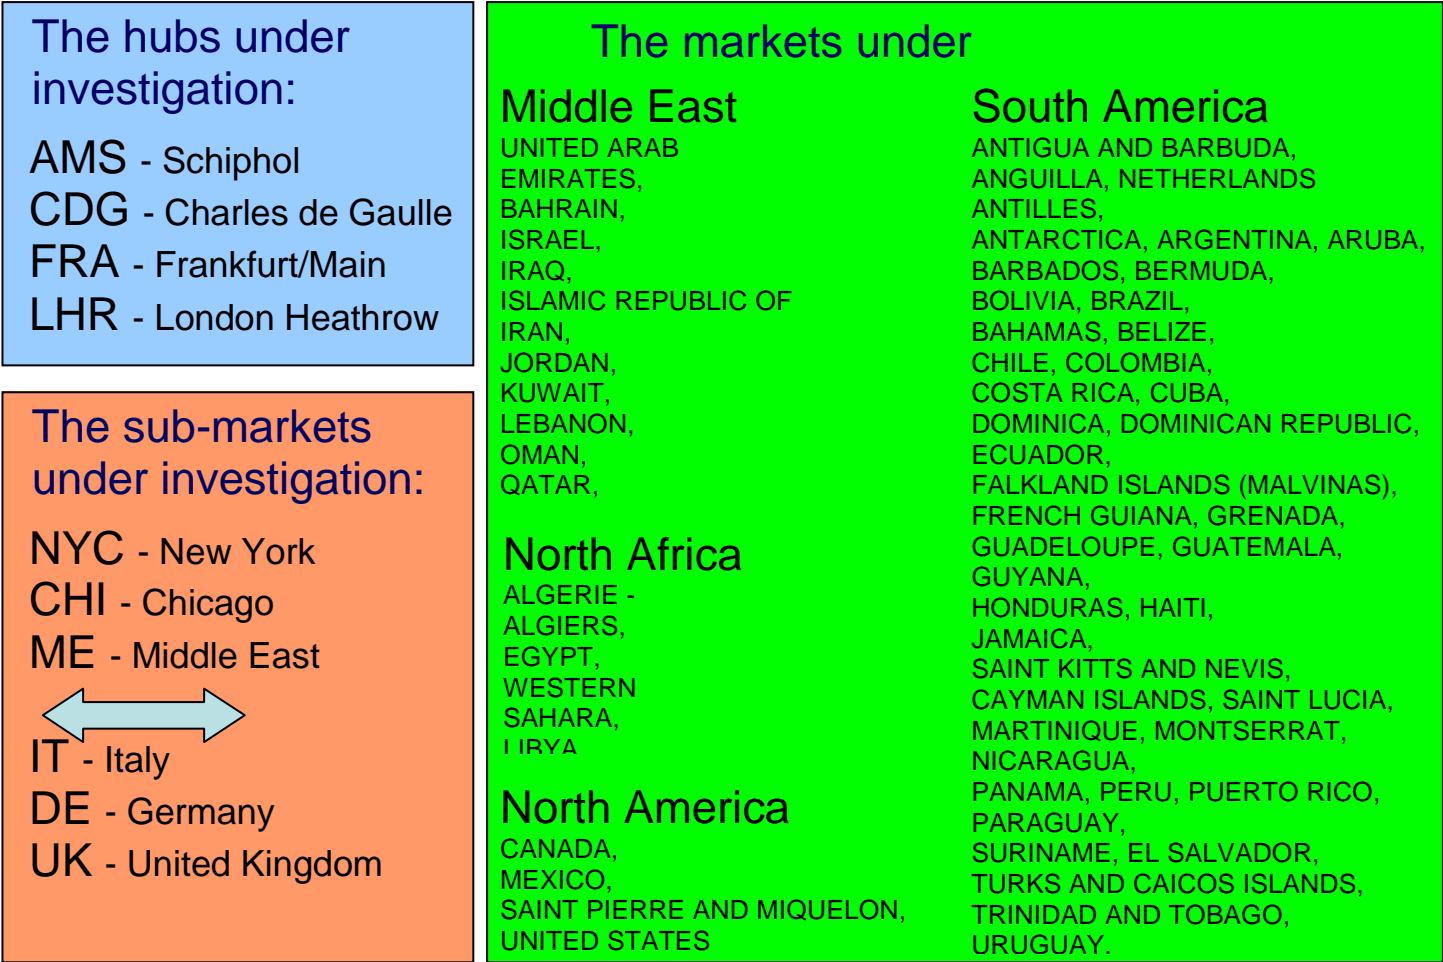 The hubs under
investigation:
AMS - Schiphol
CDG - Charles de Gaulle
FRA - Frankfurt/Main
LHR - London Heathrow
The sub-markets
under investigation:
NYC - New York
CHI - Chicago
ME - Middle East
IT - Italy
DE - Germany
UK - United Kingdom
The markets under
Middle East
UNITED ARAB
EMIRATES,
BAHRAIN,
ISRAEL,
IRAQ,
ISLAMIC REPUBLIC OF
IRAN,
JORDAN,
KUWAIT,
LEBANON,
OMAN,
QATAR,
North Africa
ALGERIE -
ALGIERS,
EGYPT,
WESTERN
SAHARA,
LIBYA
North America
CANADA,
MEXICO,
SAINT PIERRE AND MIQUELON,
UNITED STATES
South America
ANTIGUA AND BARBUDA,
ANGUILLA, NETHERLANDS
ANTILLES,
ANTARCTICA, ARGENTINA, ARUBA,
BARBADOS, BERMUDA,
BOLIVIA, BRAZIL,
BAHAMAS, BELIZE,
CHILE, COLOMBIA,
COSTA RICA, CUBA,
DOMINICA, DOMINICAN REPUBLIC,
ECUADOR,
FALKLAND ISLANDS (MALVINAS),
FRENCH GUIANA, GRENADA,
GUADELOUPE, GUATEMALA,
GUYANA,
HONDURAS, HAITI,
JAMAICA,
SAINT KITTS AND NEVIS,
CAYMAN ISLANDS, SAINT LUCIA,
MARTINIQUE, MONTSERRAT,
NICARAGUA,
PANAMA, PERU, PUERTO RICO,
PARAGUAY,
SURINAME, EL SALVADOR,
TURKS AND CAICOS ISLANDS,
TRINIDAD AND TOBAGO,
URUGUAY.